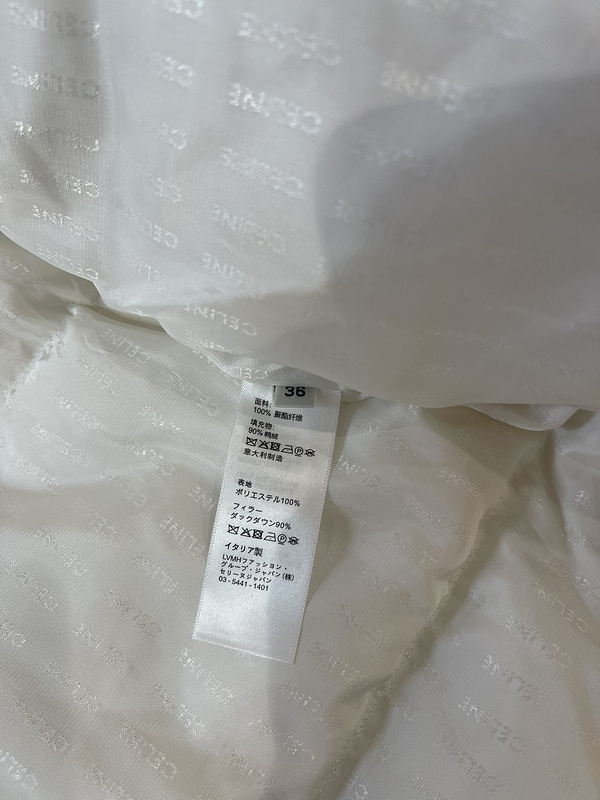 CELINE
36
面料:
100% 聚酯纤维
填充物:
90% 鸭绒
意大利制造
表地
ポリエステル100%
フィラー
ダックダウン90%
イタリア製
LVMHファッション・
グループ・ジャパン(株)
セリーヌジャパン
03-5441-1401